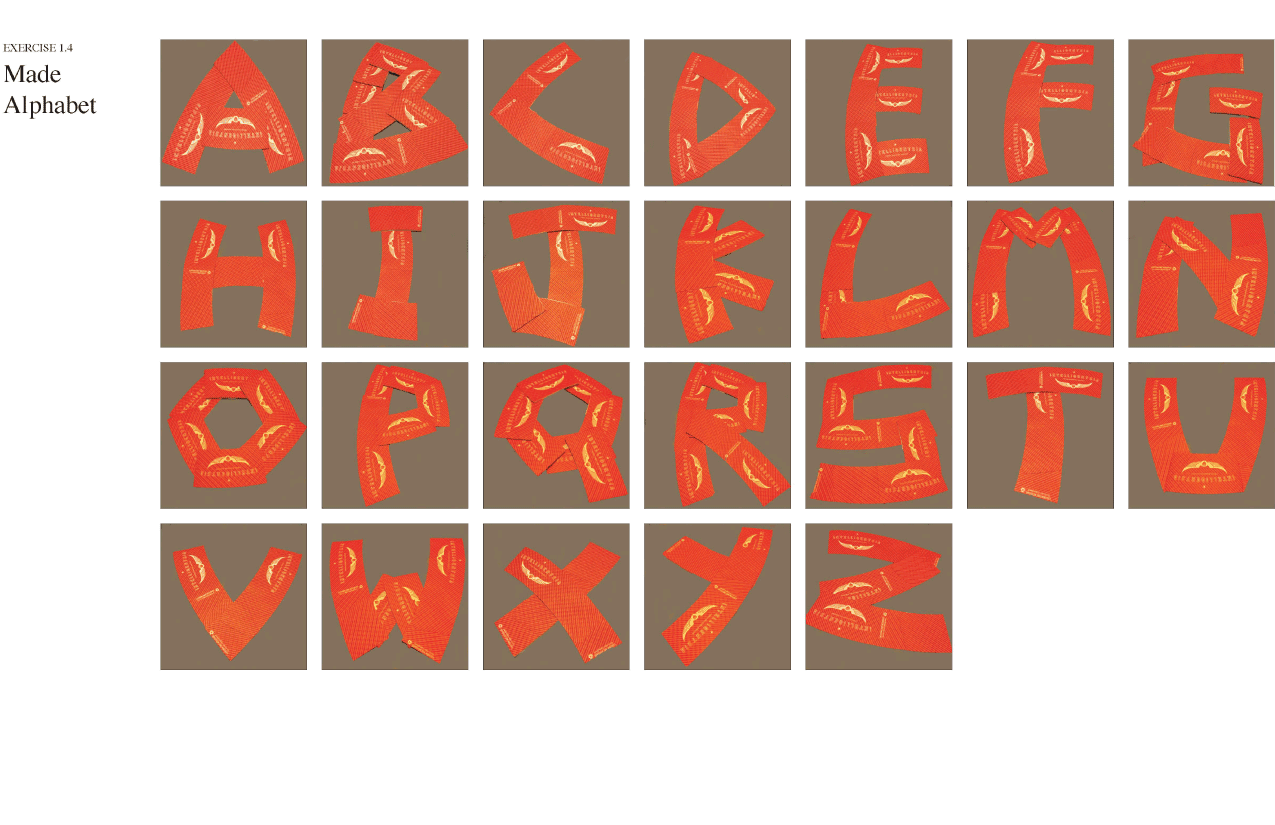 EXERCISE 1.4
Made
Alphabet
A B C D E F G
H I J K L M N
O P Q R S T U
V W X Y Z